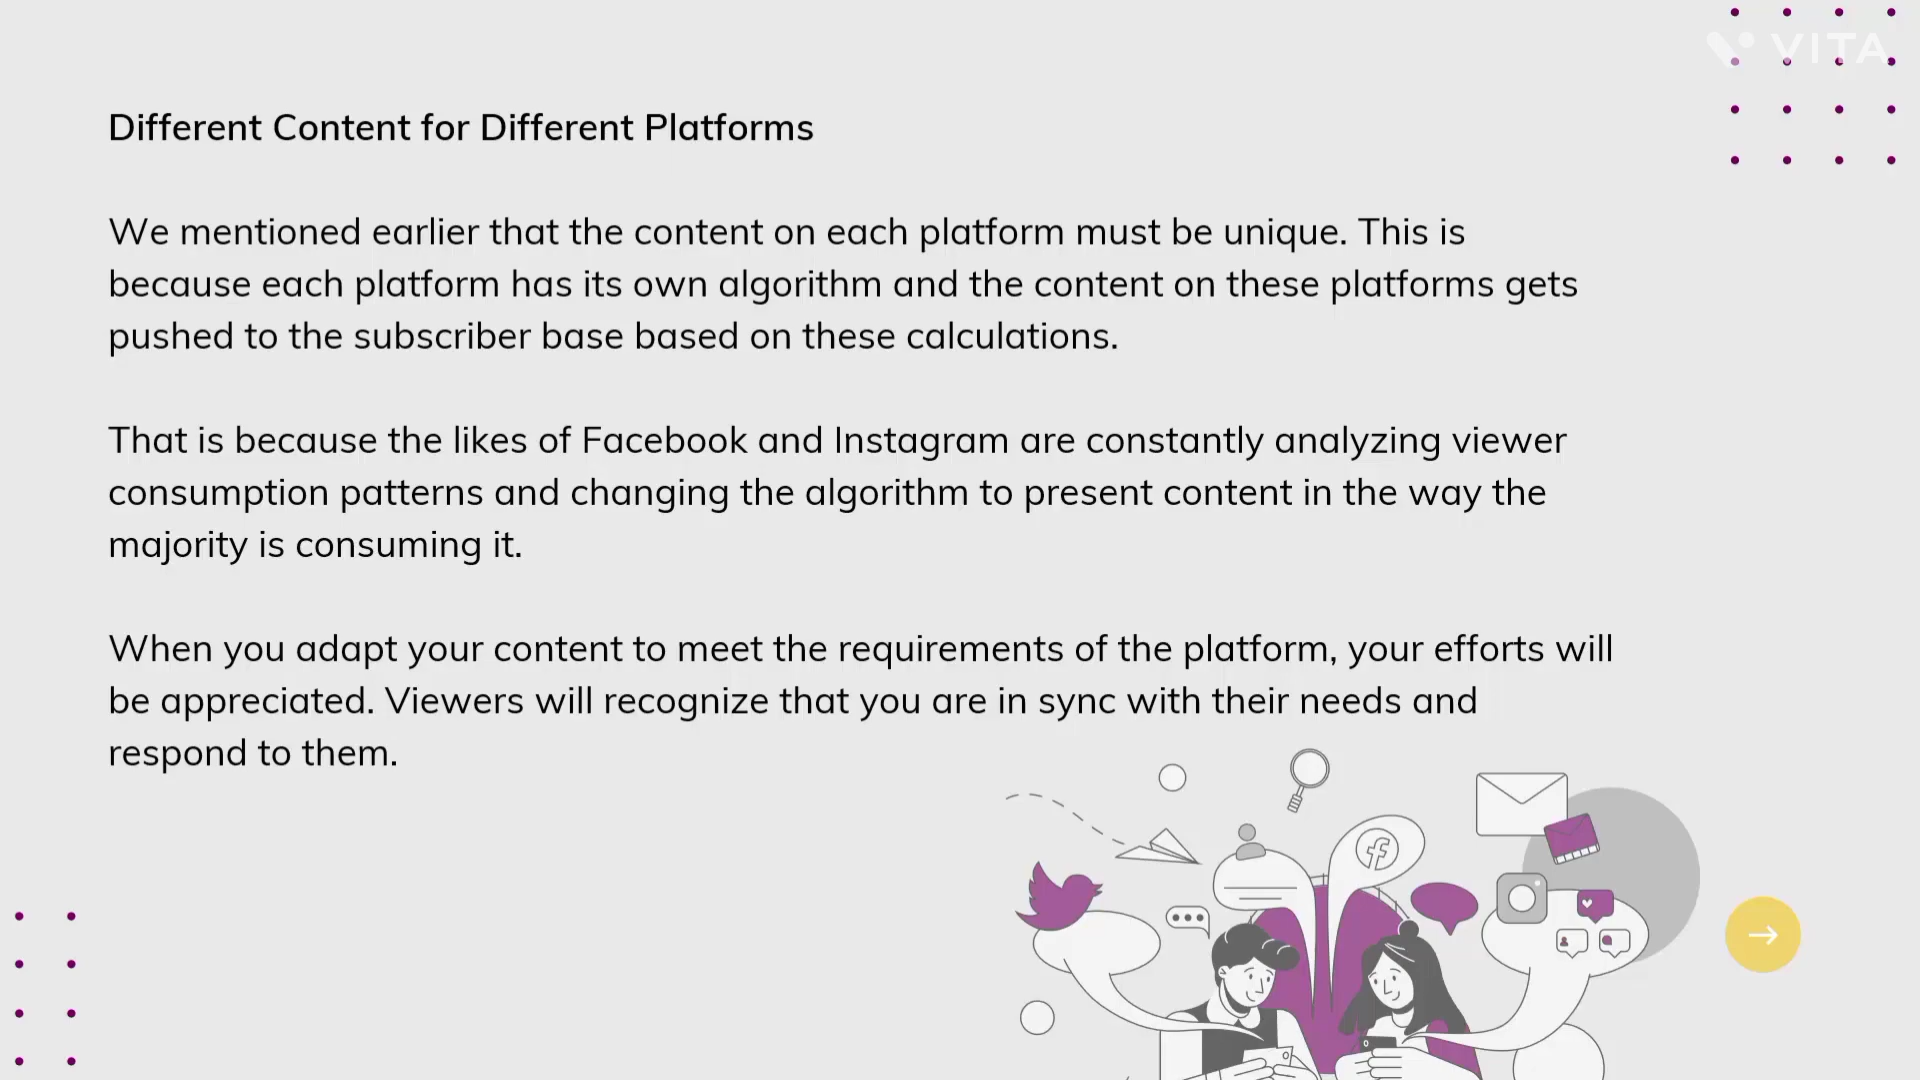 VITA
Different Content for Different Platforms
We mentioned earlier that the content on each platform must be unique. This is
because each platform has its own algorithm and the content on these platforms gets
pushed to the subscriber base based on these calculations.
That is because the likes of Facebook and Instagram are constantly analyzing viewer
consumption patterns and changing the algorithm to present content in the way the
majority is consuming it.
When you adapt your content to meet the requirements of the platform, your efforts will
be appreciated. Viewers will recognize that you are in sync with their needs and
respond to them.